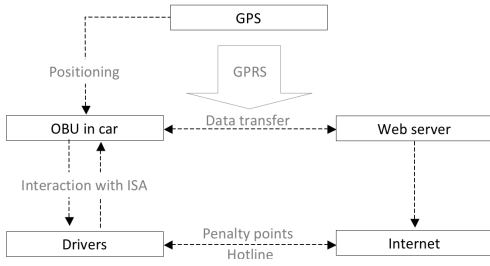 GPS
Positioning
GPRS
OBU in car
Data transfer
Web server
Interaction with ISA
Drivers
Penalty points
Hotline
Internet